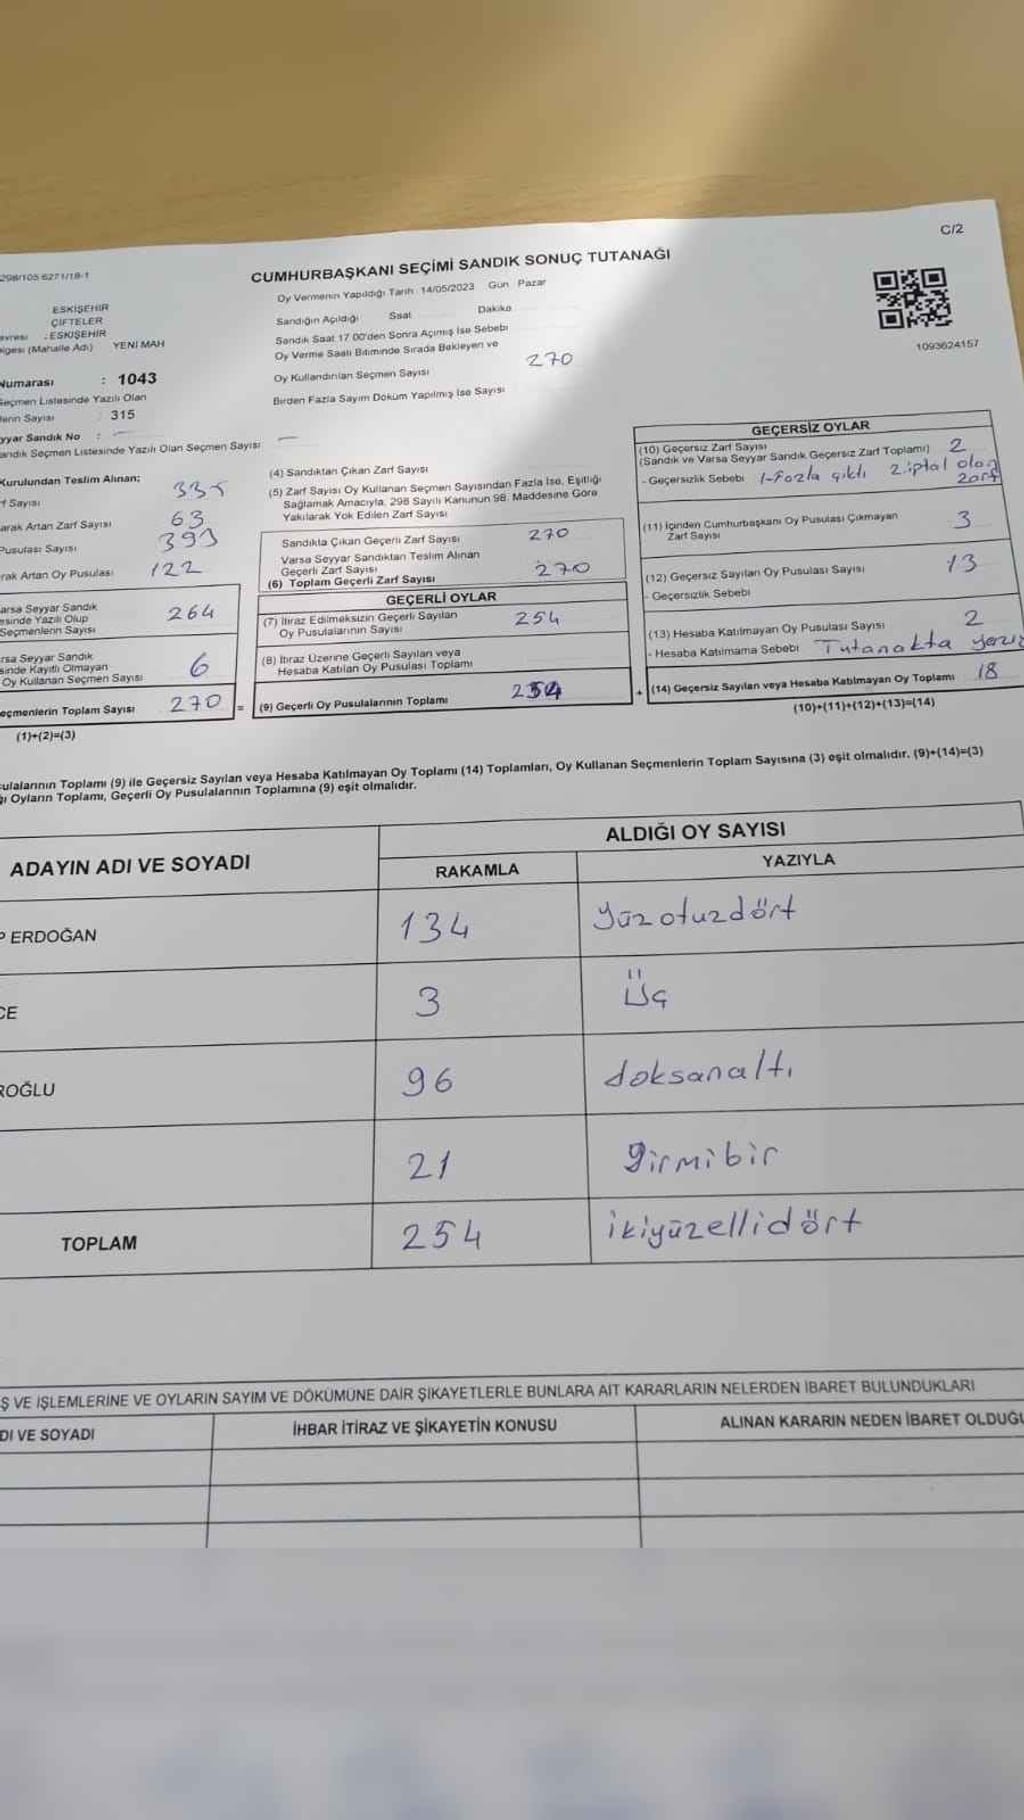 298/105 6271/18-1
C/2
CUMHURBAŞKANI SEÇİMİ SANDIK SONUÇ TUTANAĞI
Oy Vermenin Yapıldığı Tarih : 14/05/2023 Gün : Pazar
ESKİŞEHİR
ÇİFTELER
ESKİŞEHİR
(Mahalle Adı) YENİ MAH
Sandığın Açıldığı Saat Dakika
Sandık Saat 17:00'den Sonra Açılmış İse Sebebi
Oy Verme Saati Bitiminde Sırada Bekleyen ve
Oy Kullandırılan Seçmen Sayısı 270
Birden Fazla Sayım Döküm Yapılmış İse Sayısı
1093624157
Numarası : 1043
Seçmen Listesinde Yazılı Olan
Sayısı : 315
Sandık No :
Sandık Seçmen Listesinde Yazılı Olan Seçmen Sayısı
Kurulundan Teslim Alınan;
Sayısı 335
Artan Zarf Sayısı 63
Pusulası Sayısı 393
Artan Oy Pusulası 122
Varsa Seyyar Sandık
Yazılı Olup
Seçmenlerin Sayısı 264
Seyyar Sandık
Kayıtlı Olmayan
Oy Kullanan Seçmen Sayısı 6
Toplam Sayısı 270 =
(1)+(2)=(3)
(4) Sandıktan Çıkan Zarf Sayısı
(5) Zarf Sayısı Oy Kullanan Seçmen Sayısından Fazla İse, Eşitliği
Sağlamak Amacıyla, 298 Sayılı Kanunun 98. Maddesine Göre
Yakılarak Yok Edilen Zarf Sayısı
Sandıkta Çıkan Geçerli Zarf Sayısı 270
Varsa Seyyar Sandıktan Teslim Alınan
Geçerli Zarf Sayısı
(6) Toplam Geçerli Zarf Sayısı 270
GEÇERLİ OYLAR
(7) İtiraz Edilmeksizin Geçerli Sayılan
Oy Pusulalarının Sayısı 254
(8) İtiraz Üzerine Geçerli Sayılan veya
Hesaba Katılan Oy Pusulası Toplamı
(9) Geçerli Oy Pusulalarının Toplamı 254 +
GEÇERSİZ OYLAR
(10) Geçersiz Zarf Sayısı
(Sandık ve Varsa Seyyar Sandık Geçersiz Zarf Toplamı) 2
- Geçersizlik Sebebi 1-fazla çıktı 2.iptal olan
zarf
(11) İçinden Cumhurbaşkanı Oy Pusulası Çıkmayan
Zarf Sayısı 3
(12) Geçersiz Sayılan Oy Pusulası Sayısı 13
- Geçersizlik Sebebi
(13) Hesaba Katılmayan Oy Pusulası Sayısı 2
- Hesaba Katılmama Sebebi Tutanakta
(14) Geçersiz Sayılan veya Hesaba Katılmayan Oy Toplamı 18
(10)+(11)+(12)+(13)=(14)
Toplamı (9) ile Geçersiz Sayılan veya Hesaba Katılmayan Oy Toplamı (14) Toplamları, Oy Kullanan Seçmenlerin Toplam Sayısına (3) eşit olmalıdır. (9)+(14)=(3)
Oyların Toplamı, Geçerli Oy Pusulalarının Toplamına (9) eşit olmalıdır.
ADAYIN ADI VE SOYADI ALDIĞI OY SAYISI
RAKAMLA YAZIYLA
P ERDOĞAN 134 Yüzotuzdört
CE 3 Üç
ROĞLU 96 doksanaltı
21 yirmibir
TOPLAM 254 ikiyüzellidört
Ş VE İŞLEMLERİNE VE OYLARIN SAYIM VE DÖKÜMÜNE DAİR ŞİKAYETLERLE BUNLARA AİT KARARLARIN NELERDEN İBARET BULUNDUKLARI
DI VE SOYADI İHBAR İTİRAZ VE ŞİKAYETİN KONUSU ALINAN KARARIN NEDEN İBARET OLDUĞU